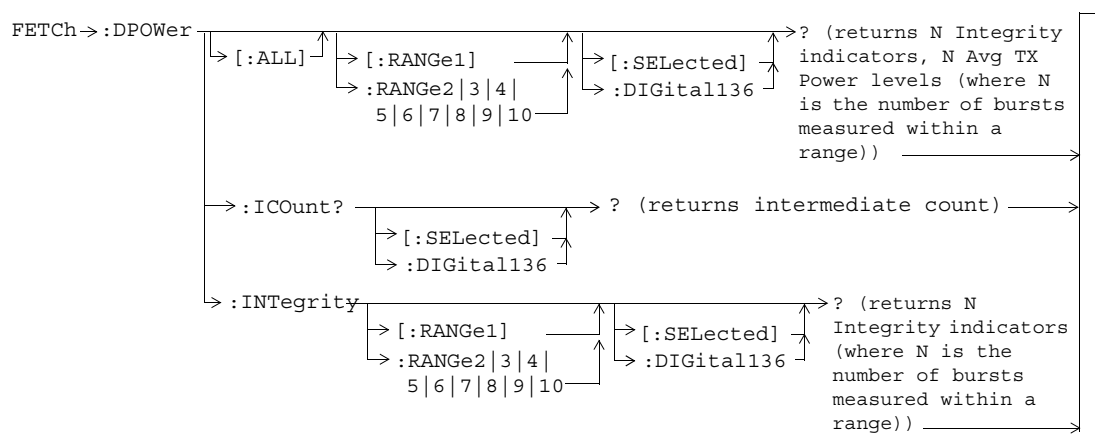 FETCh :DPOWer ? (returns N Integrity
[:ALL] [:RANGe1] [:SELected] indicators, N Avg TX
:RANGe2|3|4| :DIGital136 Power levels (where N
5|6|7|8|9|10 is the number of bursts
measured within a
range))
:ICOunt? ? (returns intermediate count)
[:SELected]
:DIGital136
:INTegrity ? (returns N
[:RANGe1] [:SELected] Integrity indicators
:RANGe2|3|4| :DIGital136 (where N is the
5|6|7|8|9|10 number of bursts
measured within a
range))